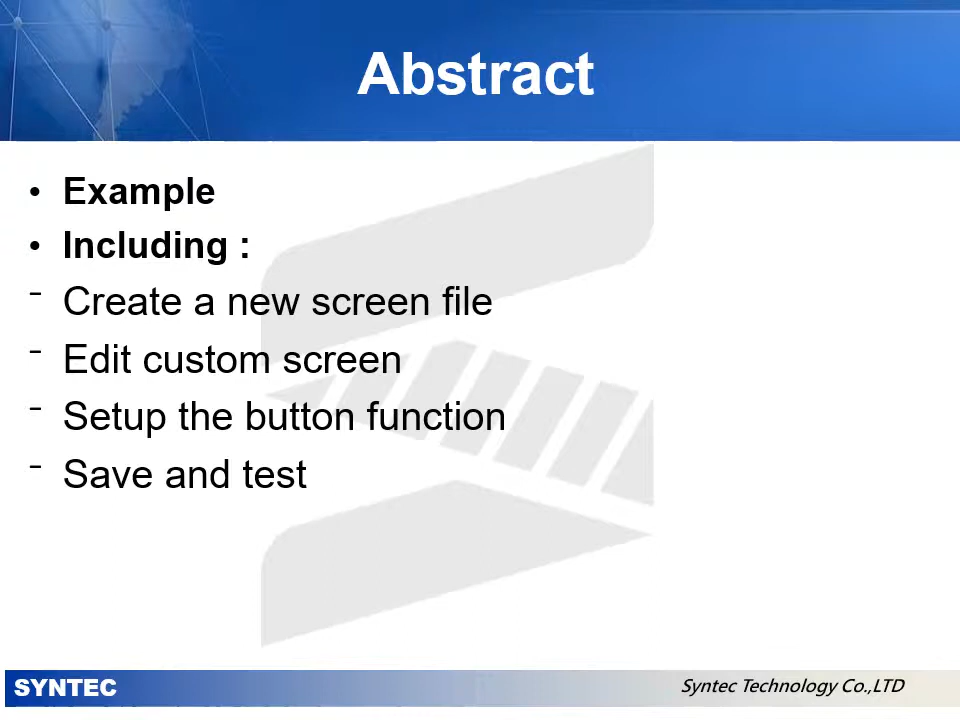 Abstract
• Example
• Including :
- Create a new screen file
- Edit custom screen
- Setup the button function
- Save and test
SYNTEC
Syntec Technology Co.,LTD